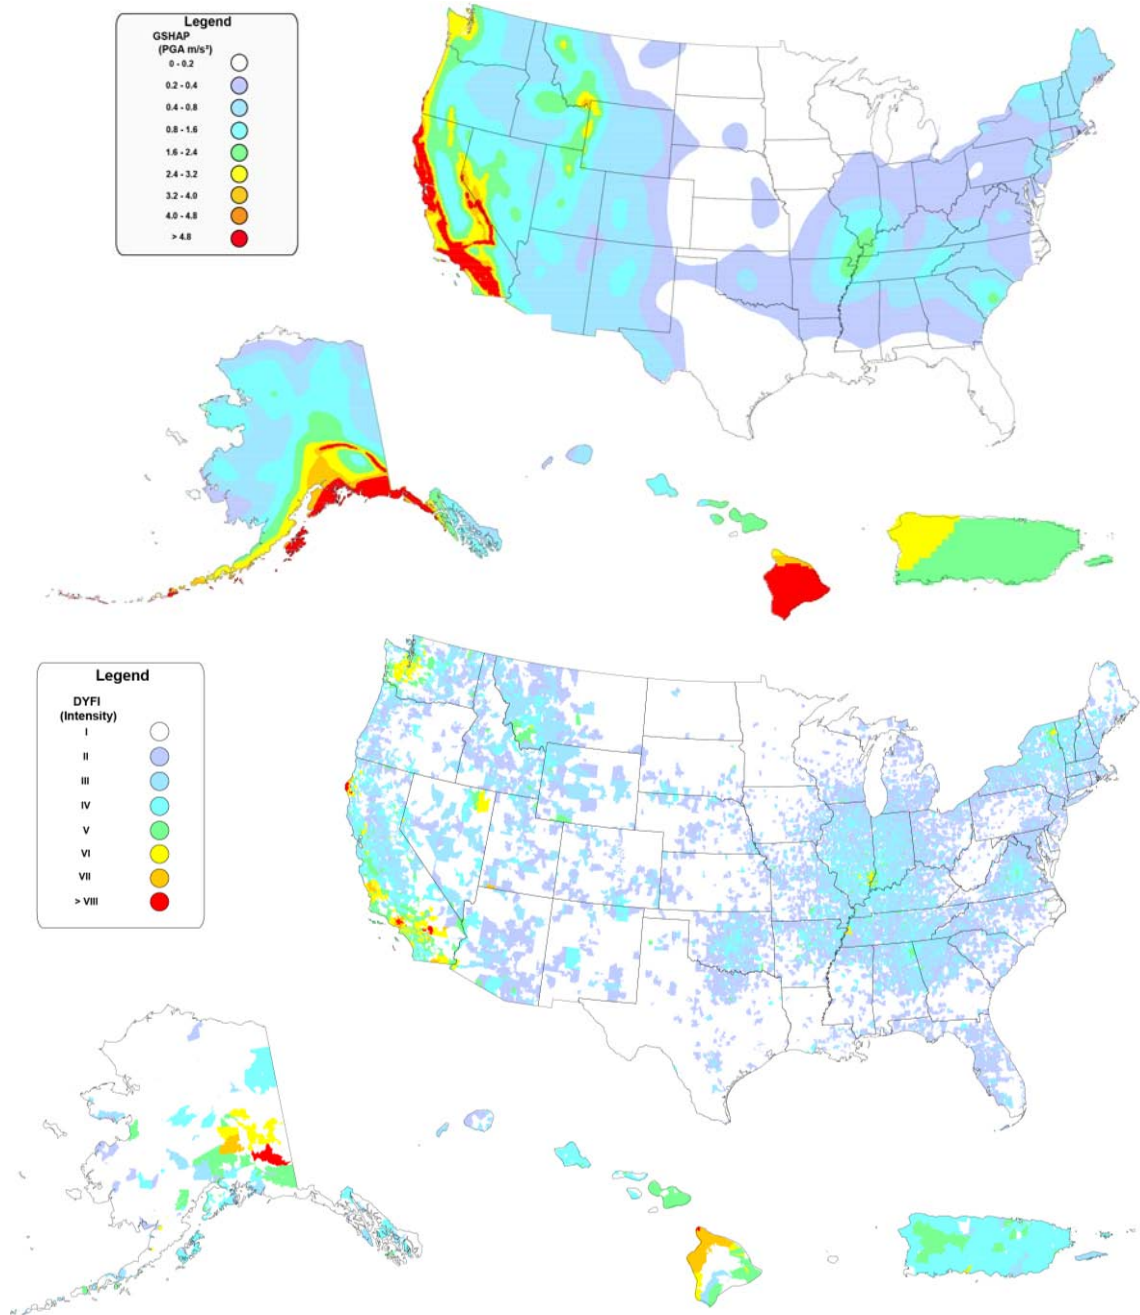 Legend
GSHAP
(PGA m/s²)
0 - 0.2
0.2 - 0.4
0.4 - 0.8
0.8 - 1.6
1.6 - 2.4
2.4 - 3.2
3.2 - 4.0
4.0 - 4.8
> 4.8
Legend
DYFI
(Intensity)
I
II
III
IV
V
VI
VII
> VIII